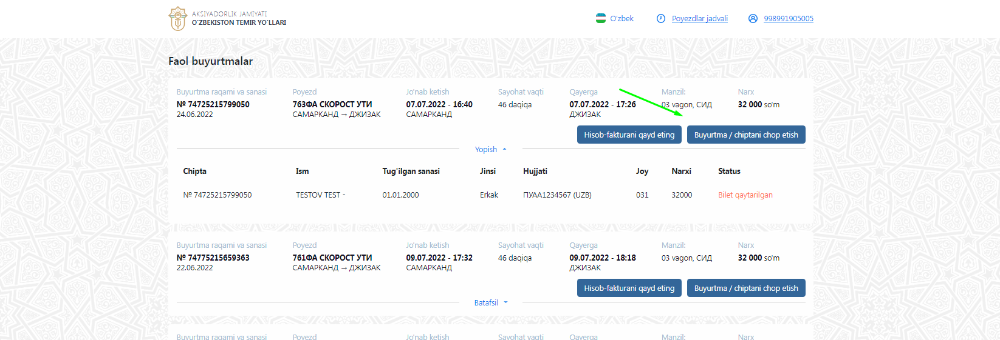 AKSIYADORLIK JAMIYATI
O‘ZBEKISTON TEMIR YO‘LLARI
O'zbek Poyezdlar jadvali 998991905005
Faol buyurtmalar
Buyurtma raqami va sanasi Poyezd Jo'nab ketish Sayohat vaqti Qayerga Manzil: Narx
№ 74725215799050 763ФА СКОРОСТ УТИ 07.07.2022 - 16:40 46 daqiqa 07.07.2022 - 17:26 03 vagon, СИД 32 000 so'm
24.06.2022 САМАРКАНД → ДЖИЗАК САМАРКАНД ДЖИЗАК
Hisob-fakturani qayd eting Buyurtma / chiptani chop etish
Yopish
Chipta Ism Tug'ilgan sanasi Jinsi Hujjati Joy Narxi Status
№ 74725215799050 TESTOV TEST - 01.01.2000 Erkak ПУАА1234567 (UZB) 031 32000 Bilet qaytarilgan
Buyurtma raqami va sanasi Poyezd Jo'nab ketish Sayohat vaqti Qayerga Manzil: Narx
№ 74775215659363 761ФА СКОРОСТ УТИ 09.07.2022 - 17:32 46 daqiqa 09.07.2022 - 18:18 03 vagon, СИД 32 000 so'm
22.06.2022 САМАРКАНД → ДЖИЗАК САМАРКАНД ДЖИЗАК
Hisob-fakturani qayd eting Buyurtma / chiptani chop etish
Batafsil
Buyurtma raqami va sanasi Poyezd Jo'nab ketish Sayohat vaqti Qayerga Manzil: Narx